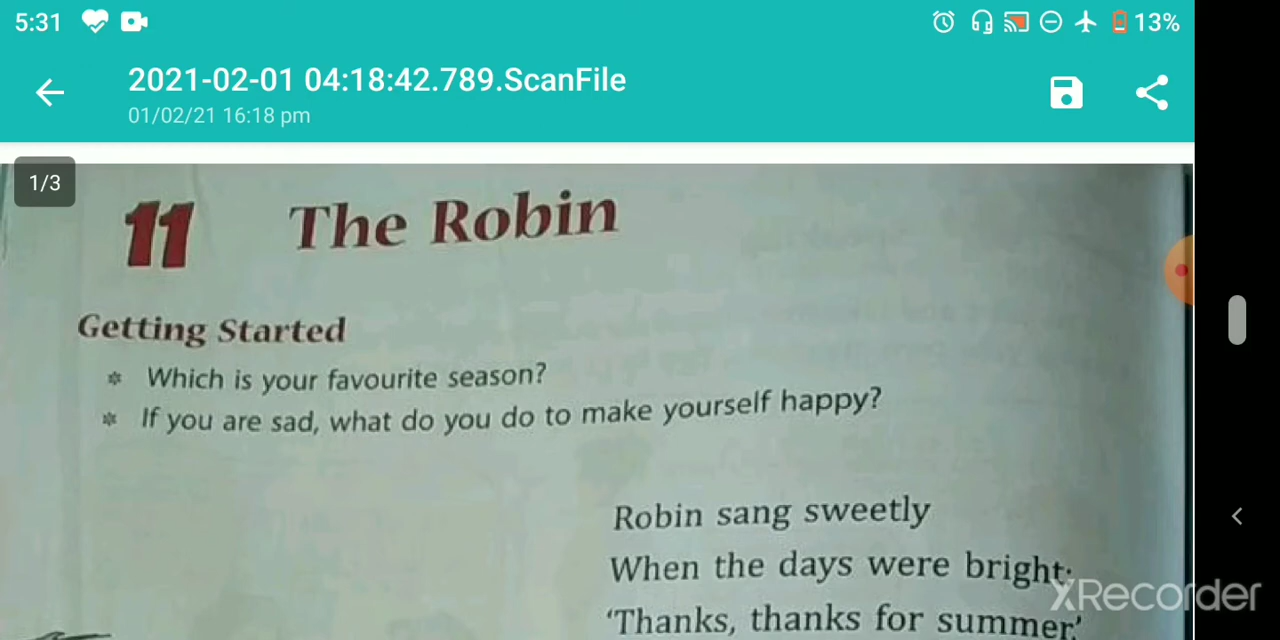 5:31
13%
2021-02-01 04:18:42.789.ScanFile
01/02/21 16:18 pm
1/3
11 The Robin
Getting Started
Which is your favourite season?
If you are sad, what do you do to make yourself happy?
Robin sang sweetly
When the days were bright:
‘Thanks, thanks for summer,’
XRecorder